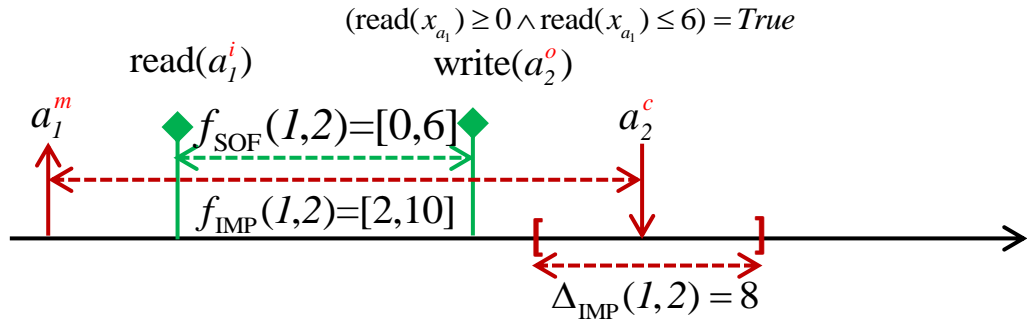 (read(x_{a_1}) ≥ 0 ∧ read(x_{a_1}) ≤ 6) = True
read(a_1^i)
write(a_2^o)
a_1^m
f_SOF(1,2)=[0,6]
a_2^c
f_IMP(1,2)=[2,10]
[ ]
Δ_IMP(1,2) = 8